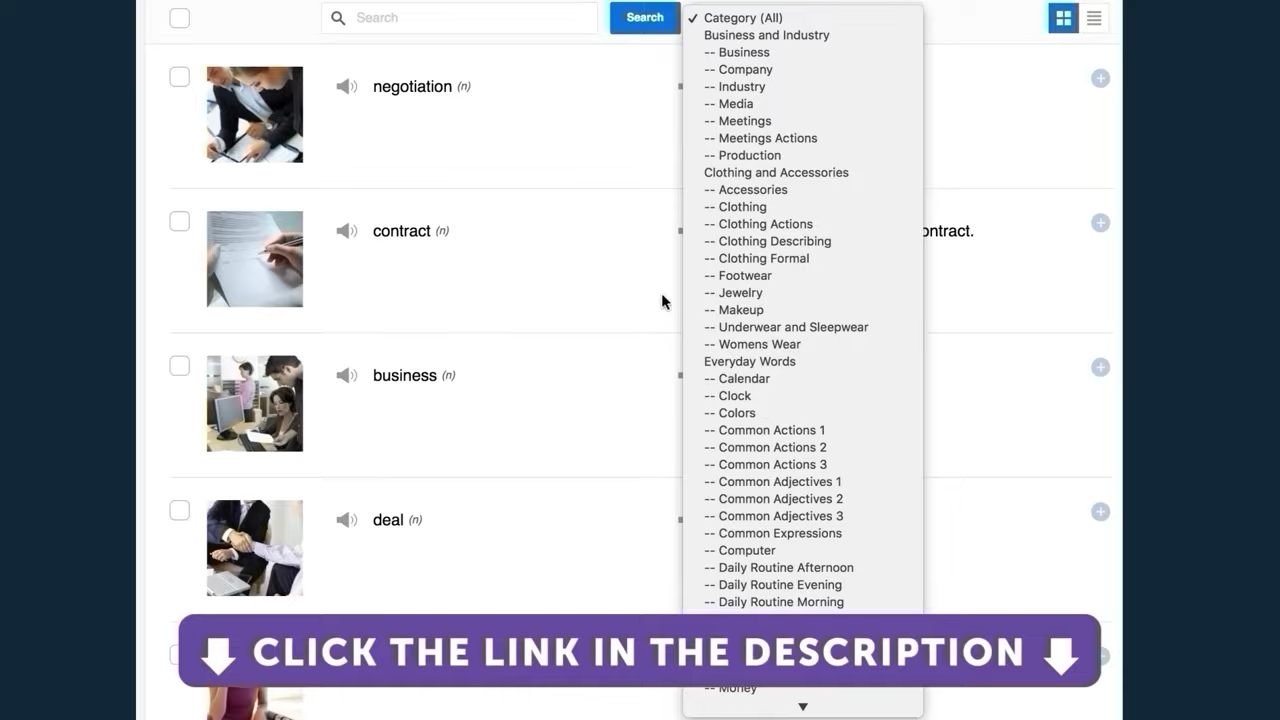 Search
Search
✓ Category (All)
Business and Industry
-- Business
-- Company
-- Industry
-- Media
-- Meetings
-- Meetings Actions
-- Production
Clothing and Accessories
-- Accessories
-- Clothing
-- Clothing Actions
-- Clothing Describing
-- Clothing Formal
-- Footwear
-- Jewelry
-- Makeup
-- Underwear and Sleepwear
-- Womens Wear
Everyday Words
-- Calendar
-- Clock
-- Colors
-- Common Actions 1
-- Common Actions 2
-- Common Actions 3
-- Common Adjectives 1
-- Common Adjectives 2
-- Common Adjectives 3
-- Common Expressions
-- Computer
-- Daily Routine Afternoon
-- Daily Routine Evening
-- Daily Routine Morning
-- Money
negotiation (n)
contract (n)
ontract.
business (n)
deal (n)
CLICK THE LINK IN THE DESCRIPTION